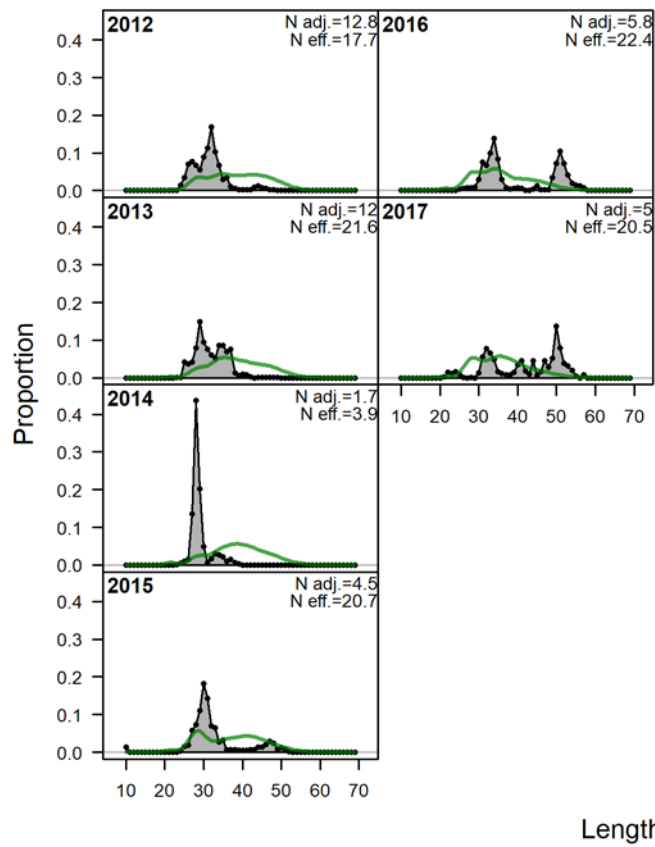 2012
N adj.=12.8
N eff.=17.7
2016
N adj.=5.8
N eff.=22.4
0.4
0.3
0.2
0.1
0.0
2013
N adj.=12
N eff.=21.6
2017
N adj.=5
N eff.=20.5
0.4
0.3
0.2
0.1
0.0
10 20 30 40 50 60 70
Proportion
2014
N adj.=1.7
N eff.=3.9
0.4
0.3
0.2
0.1
0.0
2015
N adj.=4.5
N eff.=20.7
0.4
0.3
0.2
0.1
0.0
10 20 30 40 50 60 70
Length